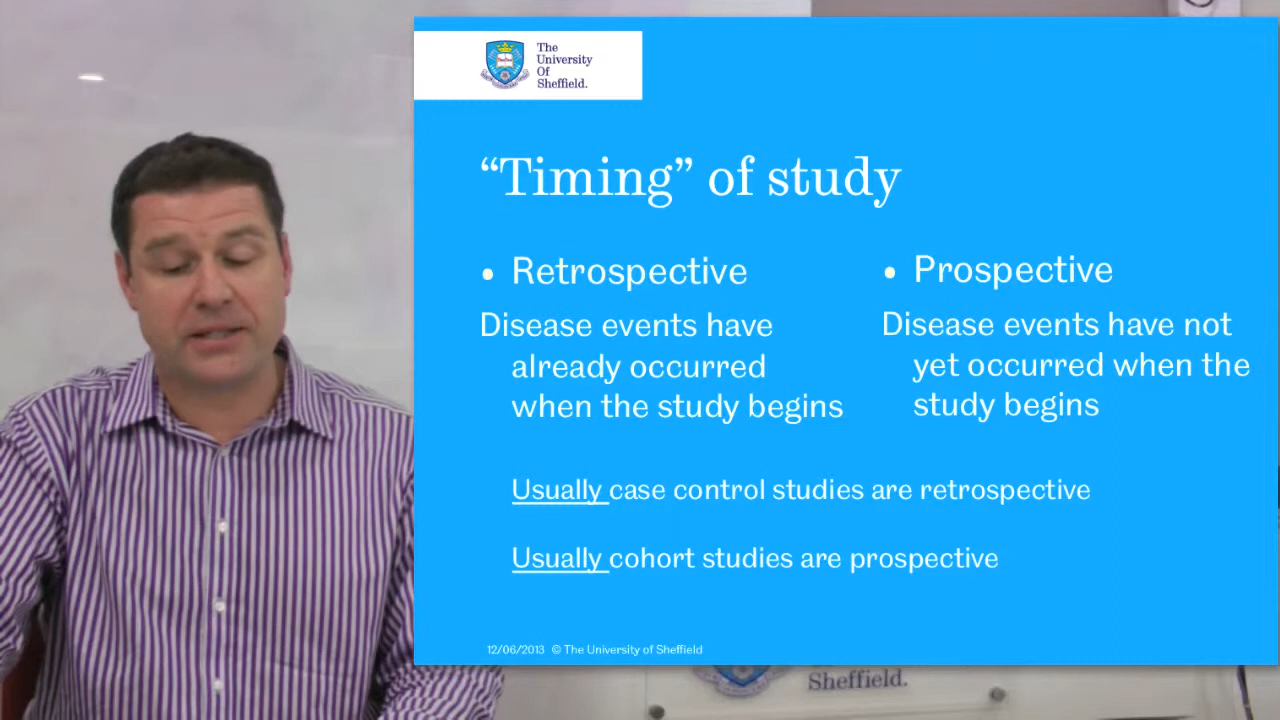 The
University
Of
Sheffield.
“Timing” of study
• Retrospective
Disease events have
already occurred
when the study begins
• Prospective
Disease events have not
yet occurred when the
study begins
Usually case control studies are retrospective
Usually cohort studies are prospective
12/06/2013 © The University of Sheffield
Sheffield.